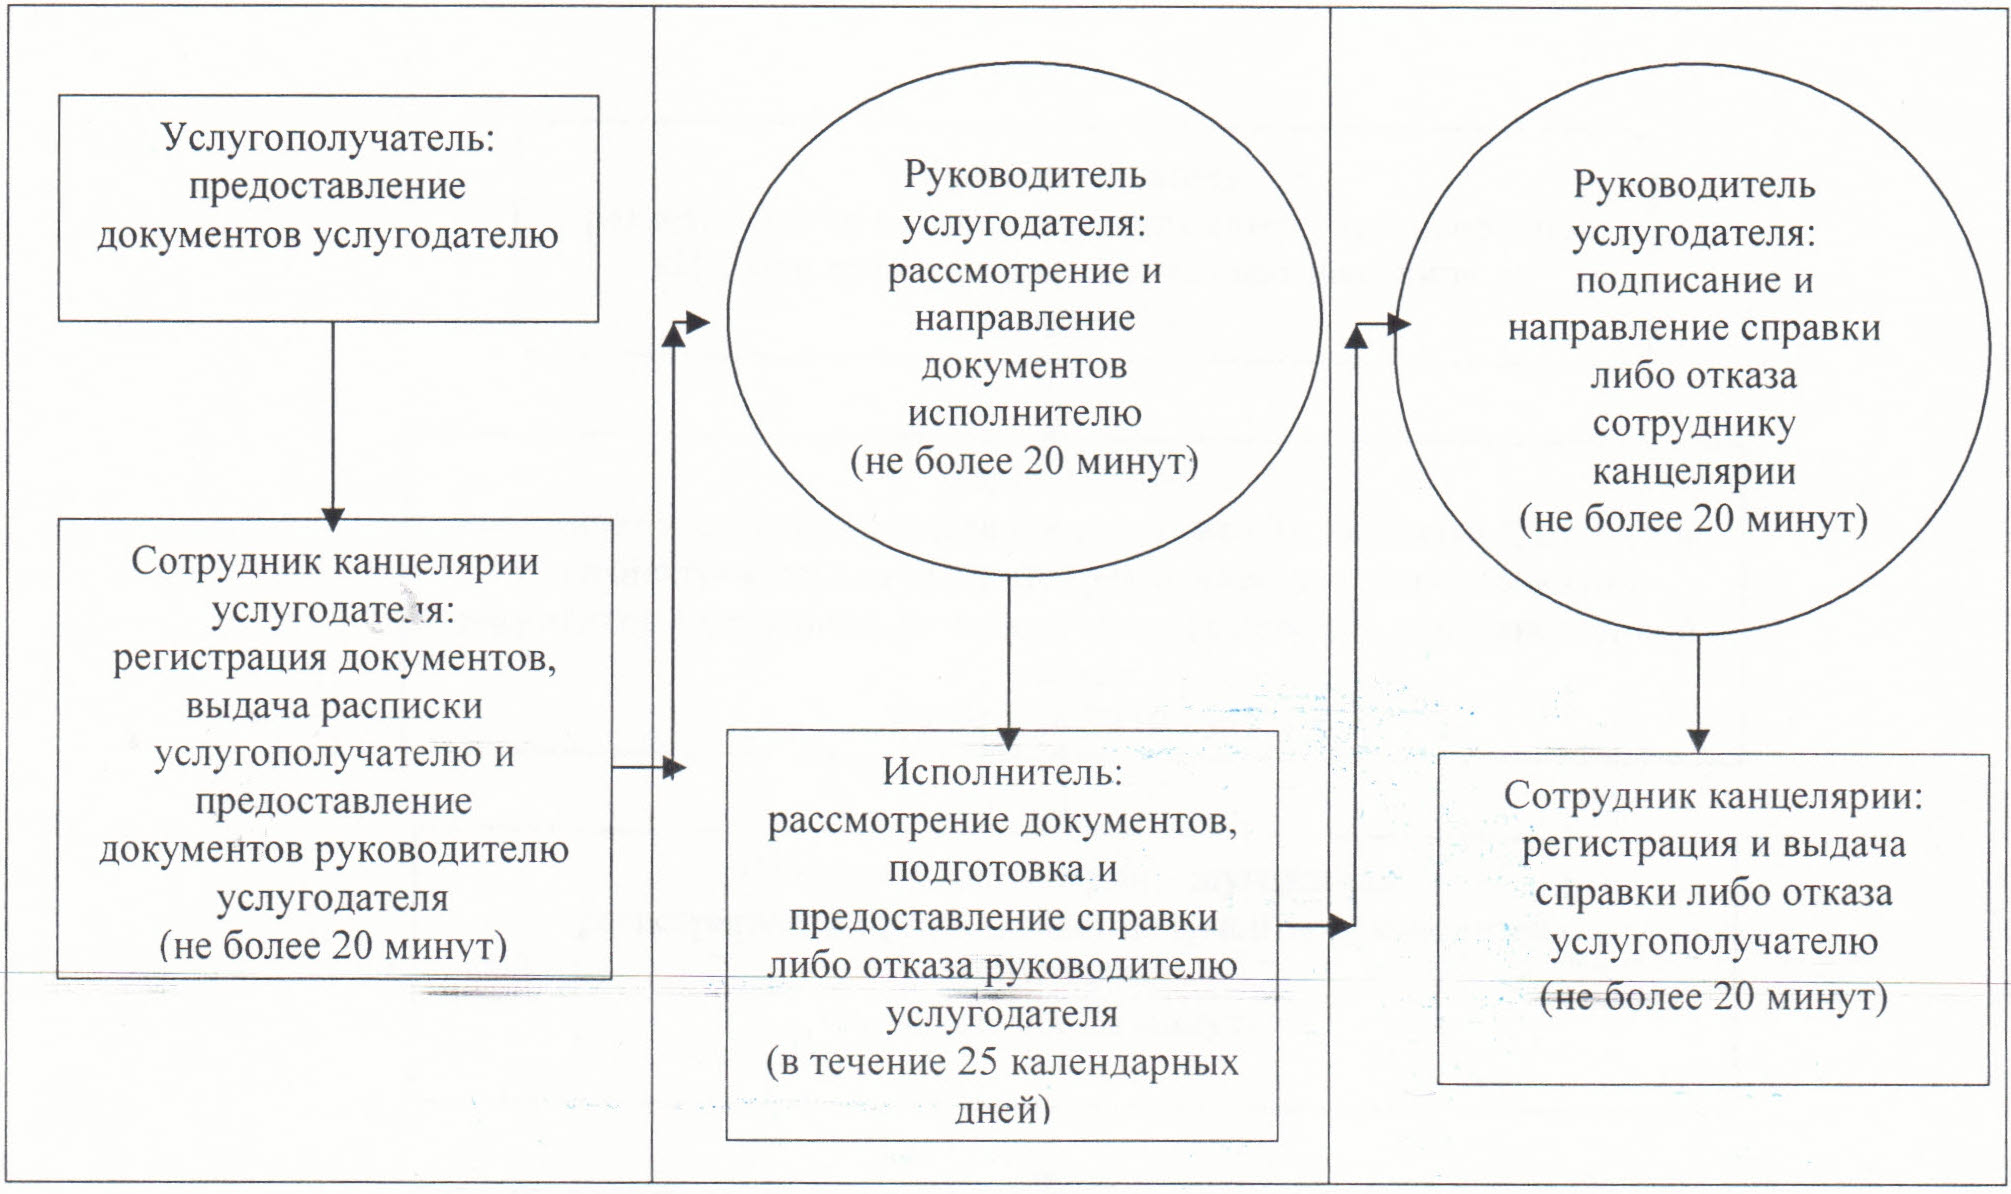 Услугополучатель:
предоставление
документов услугодателю
Сотрудник канцелярии
услугодателя:
регистрация документов,
выдача расписки
услугополучателю и
предоставление
документов руководителю
услугодателя
(не более 20 минут)
Руководитель
услугодателя:
рассмотрение и
направление
документов
исполнителю
(не более 20 минут)
Исполнитель:
рассмотрение документов,
подготовка и
предоставление справки
либо отказа руководителю
услугодателя
(в течение 25 календарных
дней)
Руководитель
услугодателя:
подписание и
направление справки
либо отказа
сотруднику
канцелярии
(не более 20 минут)
Сотрудник канцелярии:
регистрация и выдача
справки либо отказа
услугополучателю
(не более 20 минут)